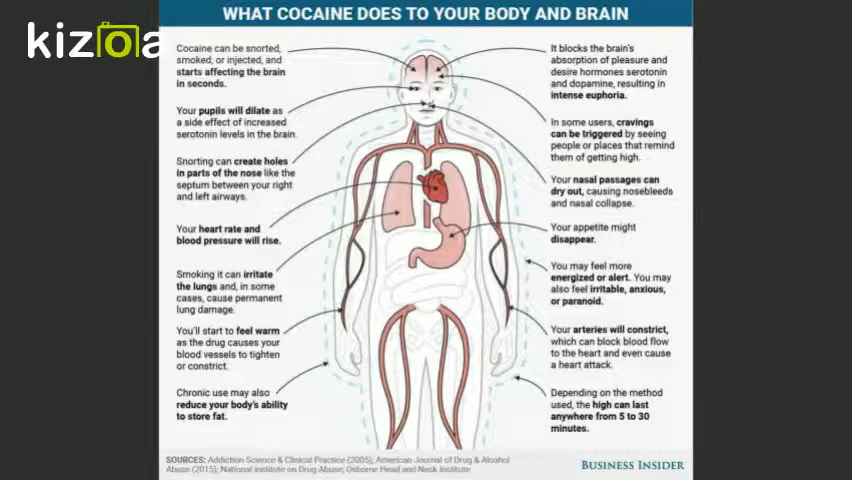 WHAT COCAINE DOES TO YOUR BODY AND BRAIN
kizoa
Cocaine can be snorted,
smoked, or injected, and
starts affecting the brain
in seconds.
Your pupils will dilate as
a side effect of increased
serotonin levels in the brain.
Snorting can create holes
in parts of the nose like the
septum between your right
and left airways.
Your heart rate and
blood pressure will rise.
Smoking it can irritate
the lungs and, in some
cases, cause permanent
lung damage.
You'll start to feel warm
as the drug causes your
blood vessels to tighten
or constrict.
Chronic use may also
reduce your body's ability
to store fat.
It blocks the brain's
absorption of pleasure and
desire hormones serotonin
and dopamine, resulting in
intense euphoria.
In some users, cravings
can be triggered by seeing
people or places that remind
them of getting high.
Your nasal passages can
dry out, causing nosebleeds
and nasal collapse.
Your appetite might
disappear.
You may feel more
energized or alert. You may
also feel irritable, anxious,
or paranoid.
Your arteries will constrict,
which can block blood flow
to the heart and even cause
a heart attack.
Depending on the method
used, the high can last
anywhere from 5 to 30
minutes.
SOURCES: Addiction Science & Clinical Practice (2005); American Journal of Drug & Alcohol
Abuse (2015); National Institute on Drug Abuse; Osborne Head and Neck Institute
BUSINESS INSIDER